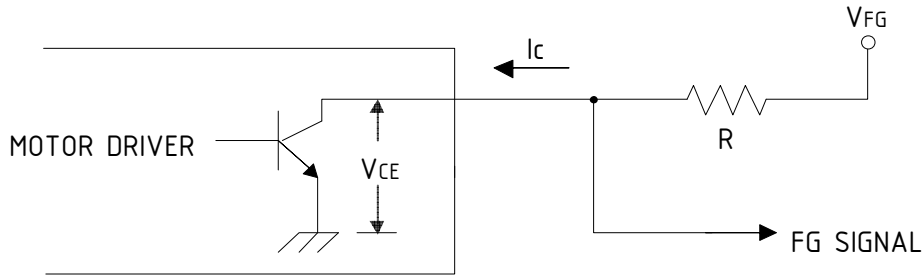 VFG
Ic
R
MOTOR DRIVER
VCE
FG SIGNAL